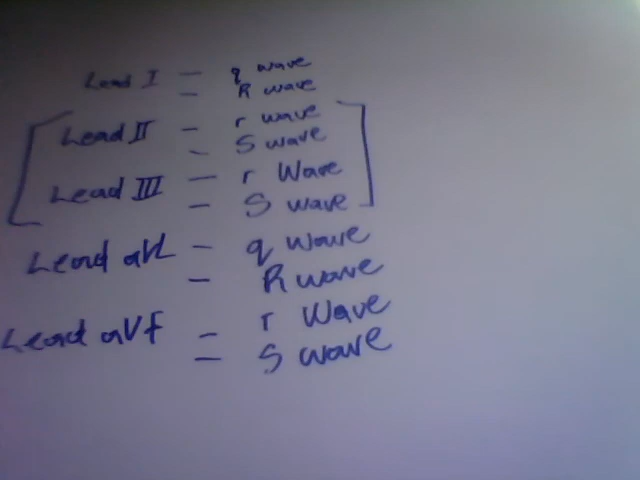 Lead I - q wave
- R wave
Lead II - r wave
- S wave
Lead III - r Wave
- S wave
Lead aVL - q wave
- R wave
Lead aVf - r Wave
- S wave